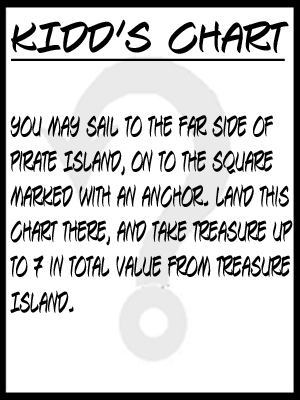 KIDD'S CHART
YOU MAY SAIL TO THE FAR SIDE OF
PIRATE ISLAND, ON TO THE SQUARE
MARKED WITH AN ANCHOR. LAND THIS
CHART THERE, AND TAKE TREASURE UP
TO 7 IN TOTAL VALUE FROM TREASURE
ISLAND.